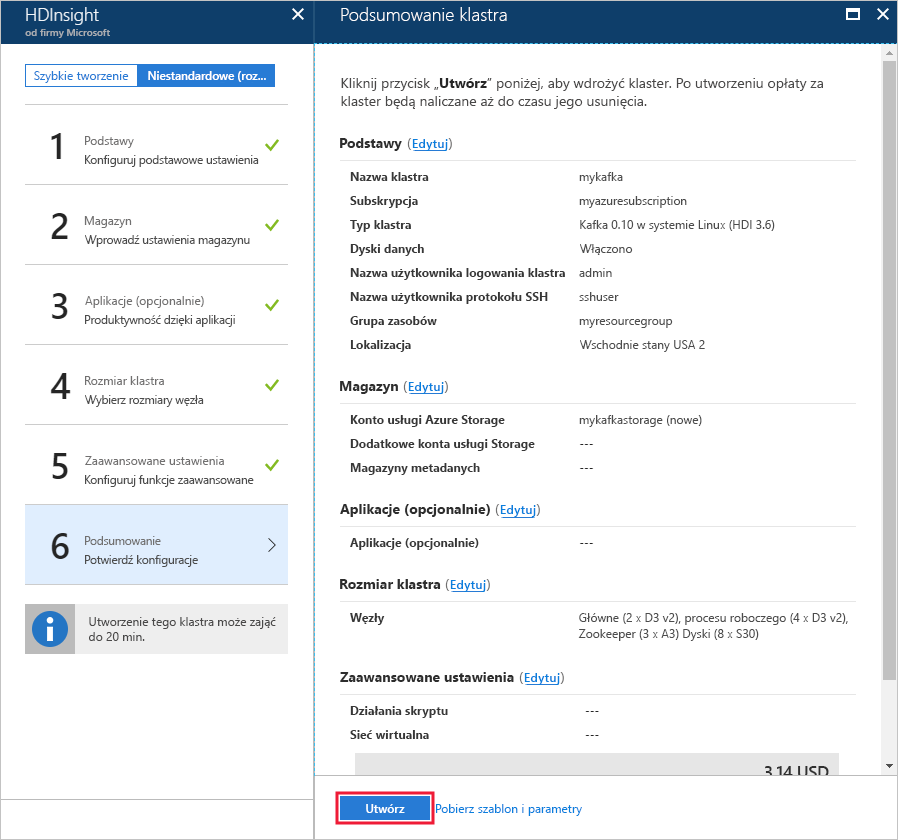 HDInsight
od firmy Microsoft
Szybkie tworzenie
Niestandardowe (roz...
1
Podstawy
Konfiguruj podstawowe ustawienia
2
Magazyn
Wprowadź ustawienia magazynu
3
Aplikacje (opcjonalnie)
Produktywność dzięki aplikacji
4
Rozmiar klastra
Wybierz rozmiary węzła
5
Zaawansowane ustawienia
Konfiguruj funkcje zaawansowane
6
Podsumowanie
Potwierdź konfiguracje
Utworzenie tego klastra może zająć
do 20 min.
Podsumowanie klastra
Kliknij przycisk „Utwórz” poniżej, aby wdrożyć klaster. Po utworzeniu opłaty za
klaster będą naliczane aż do czasu jego usunięcia.
Podstawy (Edytuj)
Nazwa klastra mykafka
Subskrypcja myazuresubscription
Typ klastra Kafka 0.10 w systemie Linux (HDI 3.6)
Dyski danych Włączono
Nazwa użytkownika logowania klastra admin
Nazwa użytkownika protokołu SSH sshuser
Grupa zasobów myresourcegroup
Lokalizacja Wschodnie stany USA 2
Magazyn (Edytuj)
Konto usługi Azure Storage mykafkastorage (nowe)
Dodatkowe konta usługi Storage ---
Magazyny metadanych ---
Aplikacje (opcjonalnie) (Edytuj)
Aplikacje (opcjonalnie) ---
Rozmiar klastra (Edytuj)
Węzły Główne (2 x D3 v2), procesu roboczego (4 x D3 v2),
Zookeeper (3 x A3) Dyski (8 x S30)
Zaawansowane ustawienia (Edytuj)
Działania skryptu ---
Sieć wirtualna ---
3.14 USD
Utwórz
Pobierz szablon i parametry